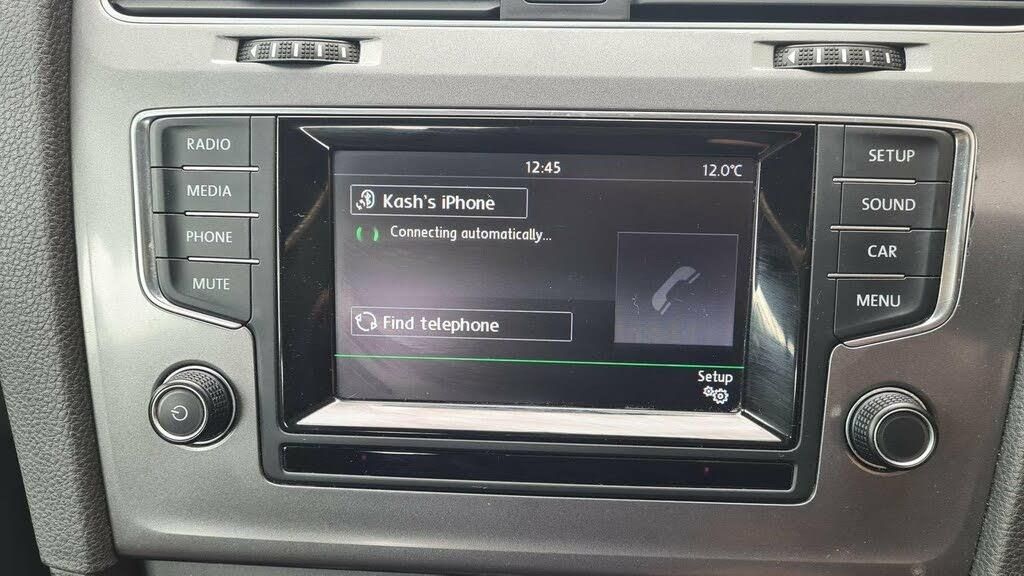 RADIO
MEDIA
PHONE
MUTE
12:45
12.0°C
Kash's iPhone
Connecting automatically...
Find telephone
Setup
SETUP
SOUND
CAR
MENU